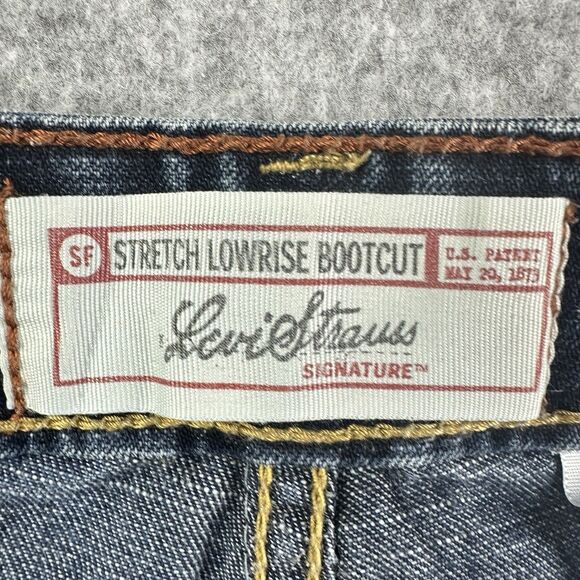 SF STRETCH LOWRISE BOOTCUT
U.S. PATENT
MAY 20, 1873
Levi Strauss
SIGNATURE™